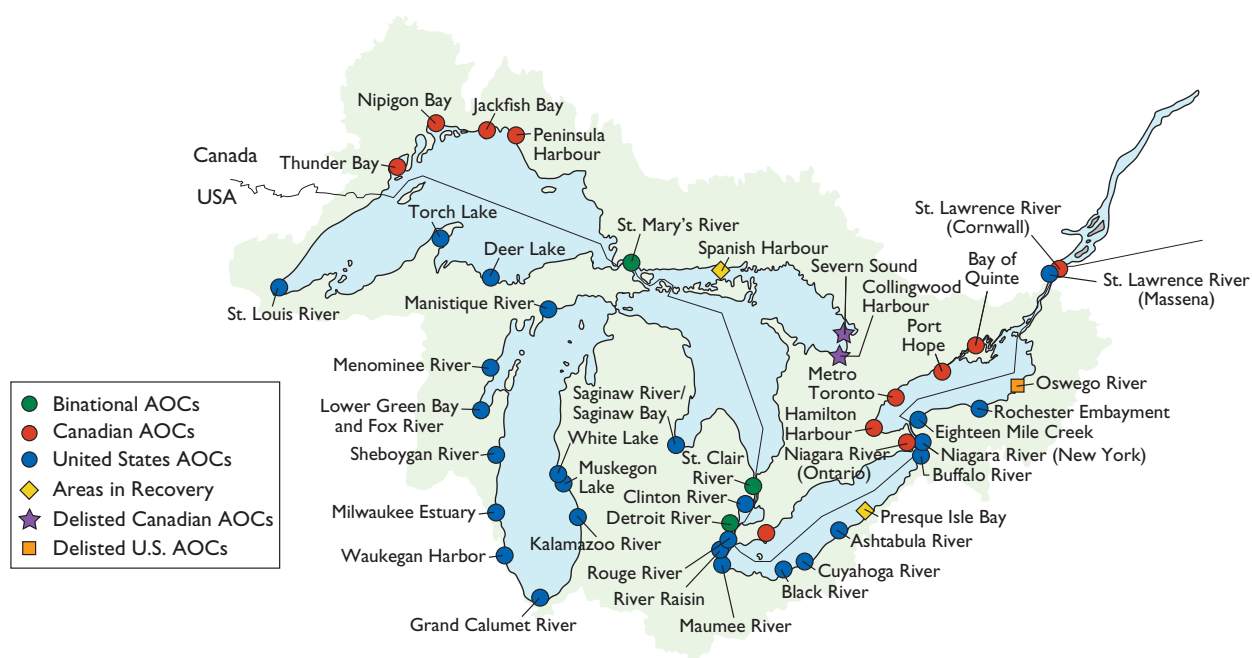 Nipigon Bay
Jackfish Bay
Peninsula
Harbour
Canada
Thunder Bay
USA
Torch Lake
St. Mary's River
St. Lawrence River
(Cornwall)
Deer Lake
Spanish Harbour
Severn Sound
Collingwood
Harbour
Bay of
Quinte
St. Lawrence River
(Massena)
St. Louis River
Manistique River
Port
Hope
Menominee River
Metro
Toronto
Oswego River
Lower Green Bay
and Fox River
Saginaw River/
Saginaw Bay
Hamilton
Harbour
Rochester Embayment
Eighteen Mile Creek
White Lake
Sheboygan River
St. Clair
River
Niagara River
(Ontario)
Niagara River (New York)
Buffalo River
Muskegon
Lake
Clinton River
Milwaukee Estuary
Detroit River
Presque Isle Bay
Kalamazoo River
Ashtabula River
Waukegan Harbor
Rouge River
Cuyahoga River
River Raisin
Black River
Grand Calumet River
Maumee River
Binational AOCs
Canadian AOCs
United States AOCs
Areas in Recovery
Delisted Canadian AOCs
Delisted U.S. AOCs